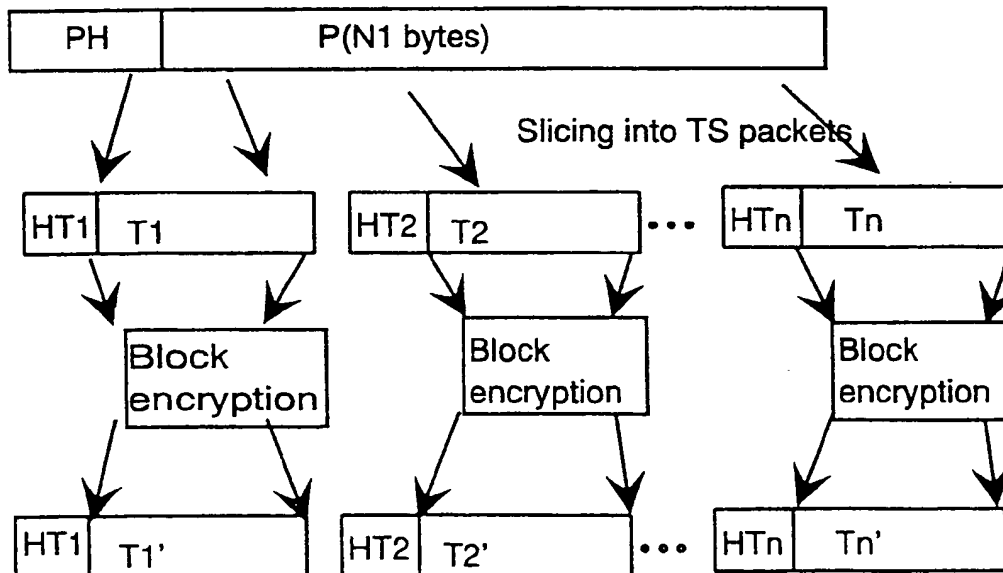 PH P(N1 bytes)
Slicing into TS packets
HT1 T1 HT2 T2 ••• HTn Tn
Block encryption Block encryption Block encryption
HT1 T1' HT2 T2' ••• HTn Tn'